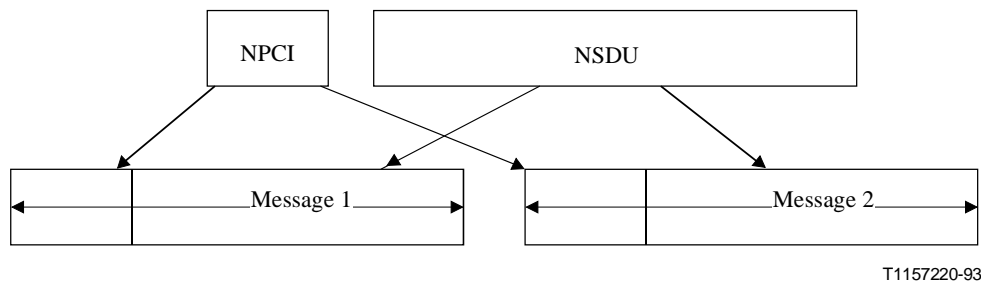 NPCI
NSDU
Message 1
Message 2
T1157220-93